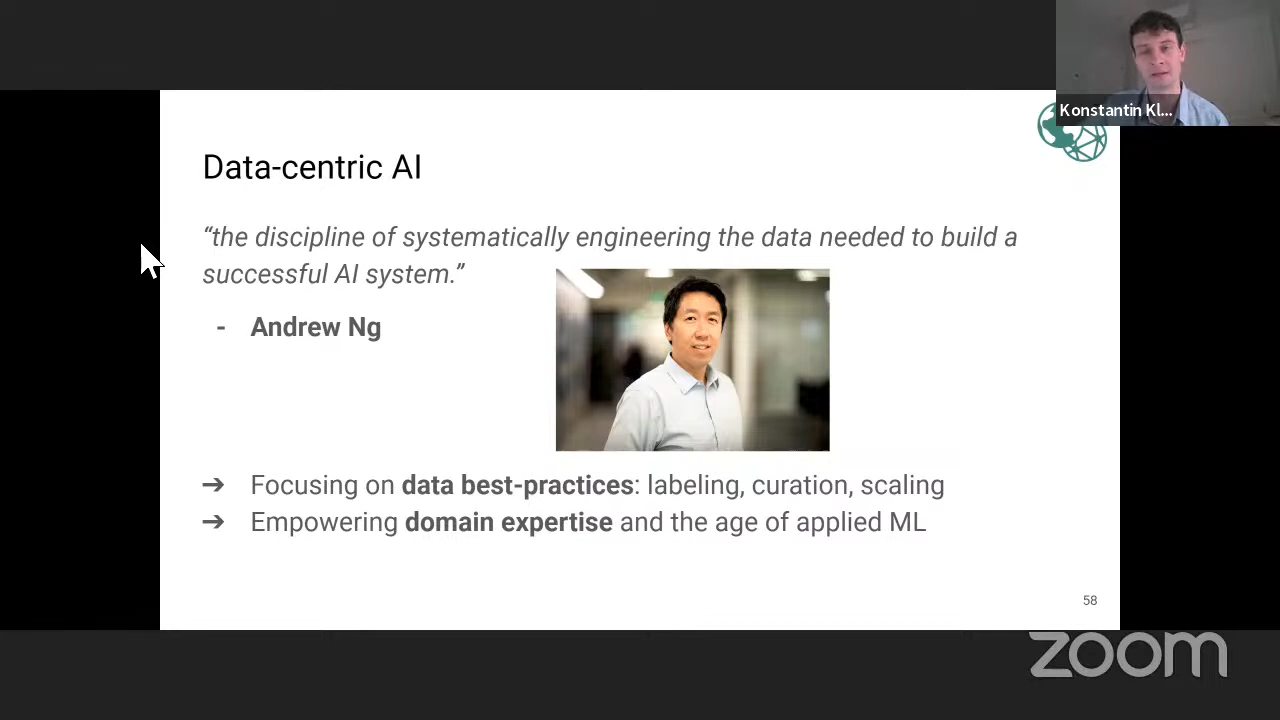 Konstantin Kl...
Data-centric AI
“the discipline of systematically engineering the data needed to build a
successful AI system.”
- Andrew Ng
➔ Focusing on data best-practices: labeling, curation, scaling
➔ Empowering domain expertise and the age of applied ML
58
zoom